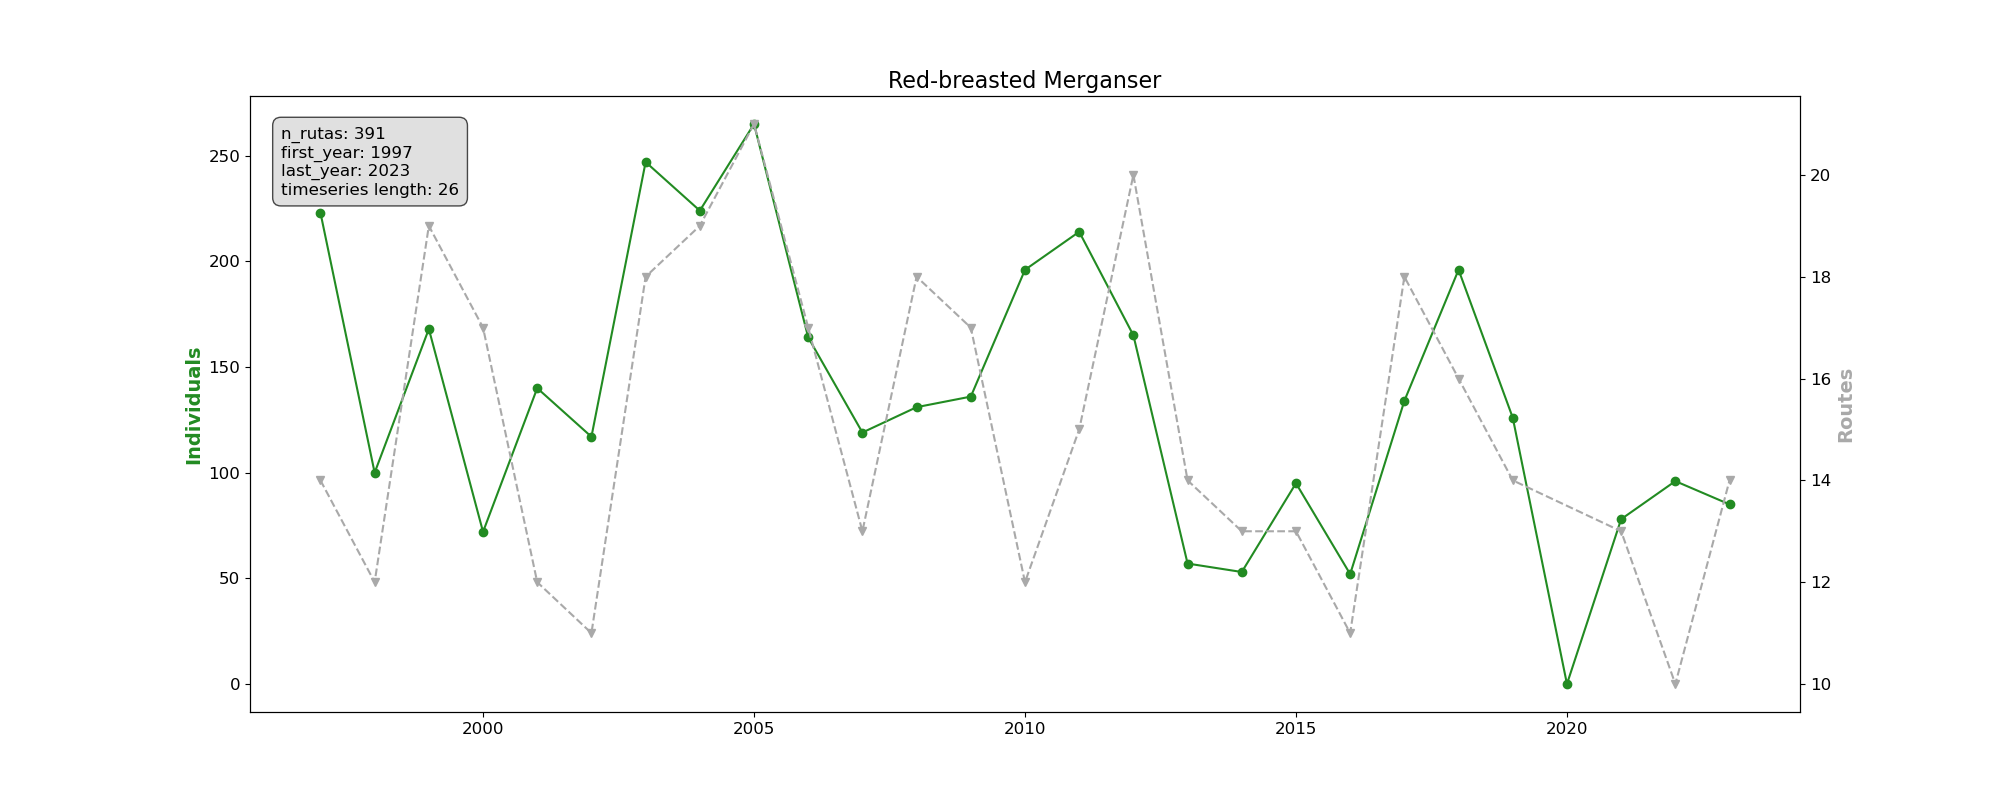 Red-breasted Merganser
n_rutas: 391
first_year: 1997
last_year: 2023
timeseries length: 26
250
200
150
100
50
0
Individuals
20
18
16
14
12
10
Routes
2000
2005
2010
2015
2020